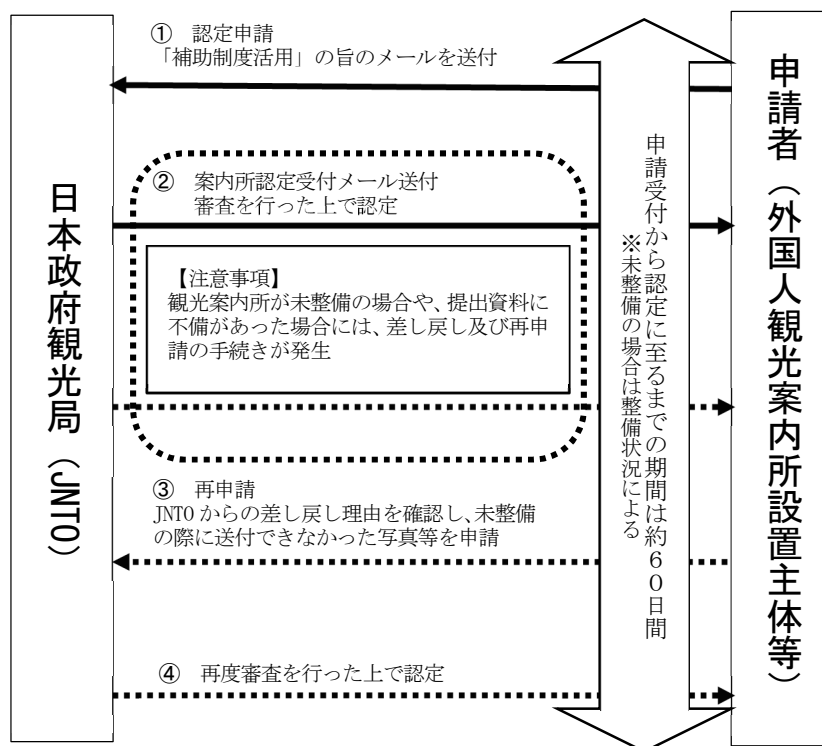 ① 認定申請
「補助制度活用」の旨のメールを送付
② 案内所認定受付メール送付
審査を行った上で認定
【注意事項】
観光案内所が未整備の場合や、提出資料に
不備があった場合には、差し戻し及び再申
請の手続きが発生
③ 再申請
JNTO からの差し戻し理由を確認し、未整備
の際に送付できなかった写真等を申請
④ 再度審査を行った上で認定
日本政府観光局(JNTO)
申請受付から認定に至るまでの期間は約60日間
※未整備の場合は整備状況による
申請者(外国人観光案内所設置主体等)